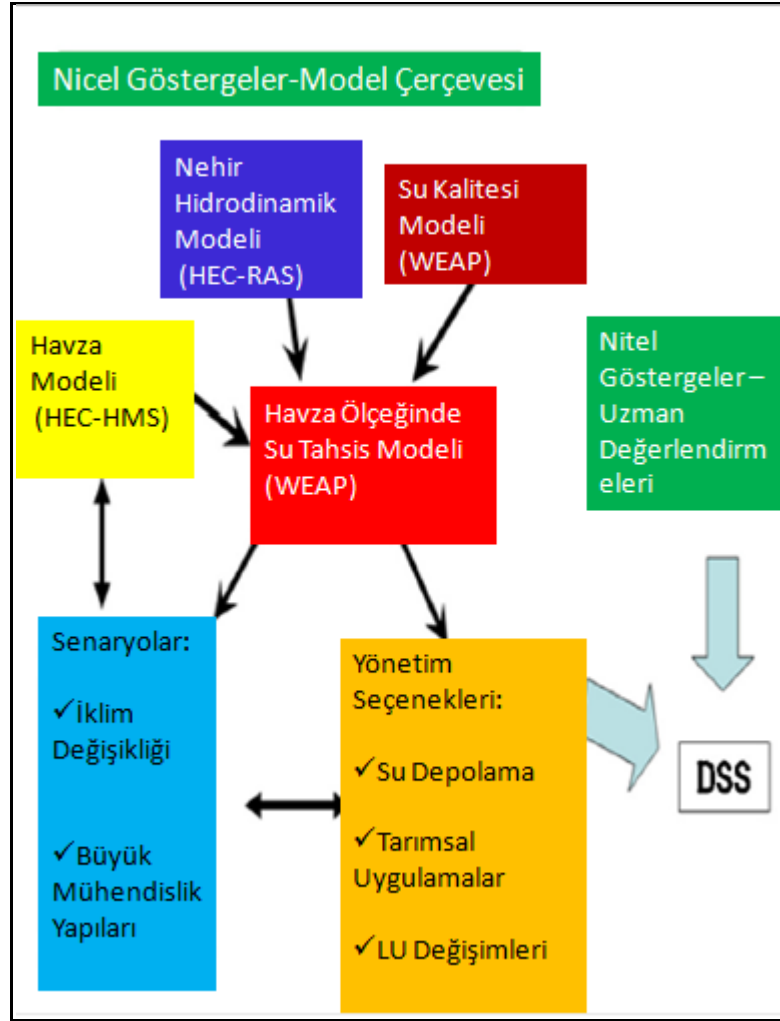 Nicel Göstergeler-Model Çerçevesi
Nehir
Hidrodinamik
Modeli
(HEC-RAS)
Su Kalitesi
Modeli
(WEAP)
Havza
Modeli
(HEC-HMS)
Havza Ölçeğinde
Su Tahsis Modeli
(WEAP)
Nitel
Göstergeler–
Uzman
Değerlendirm
eleri
Senaryolar:
✓İklim
Değişikliği
✓Büyük
Mühendislik
Yapıları
Yönetim
Seçenekleri:
✓Su Depolama
✓Tarımsal
Uygulamalar
✓LU Değişimleri
DSS